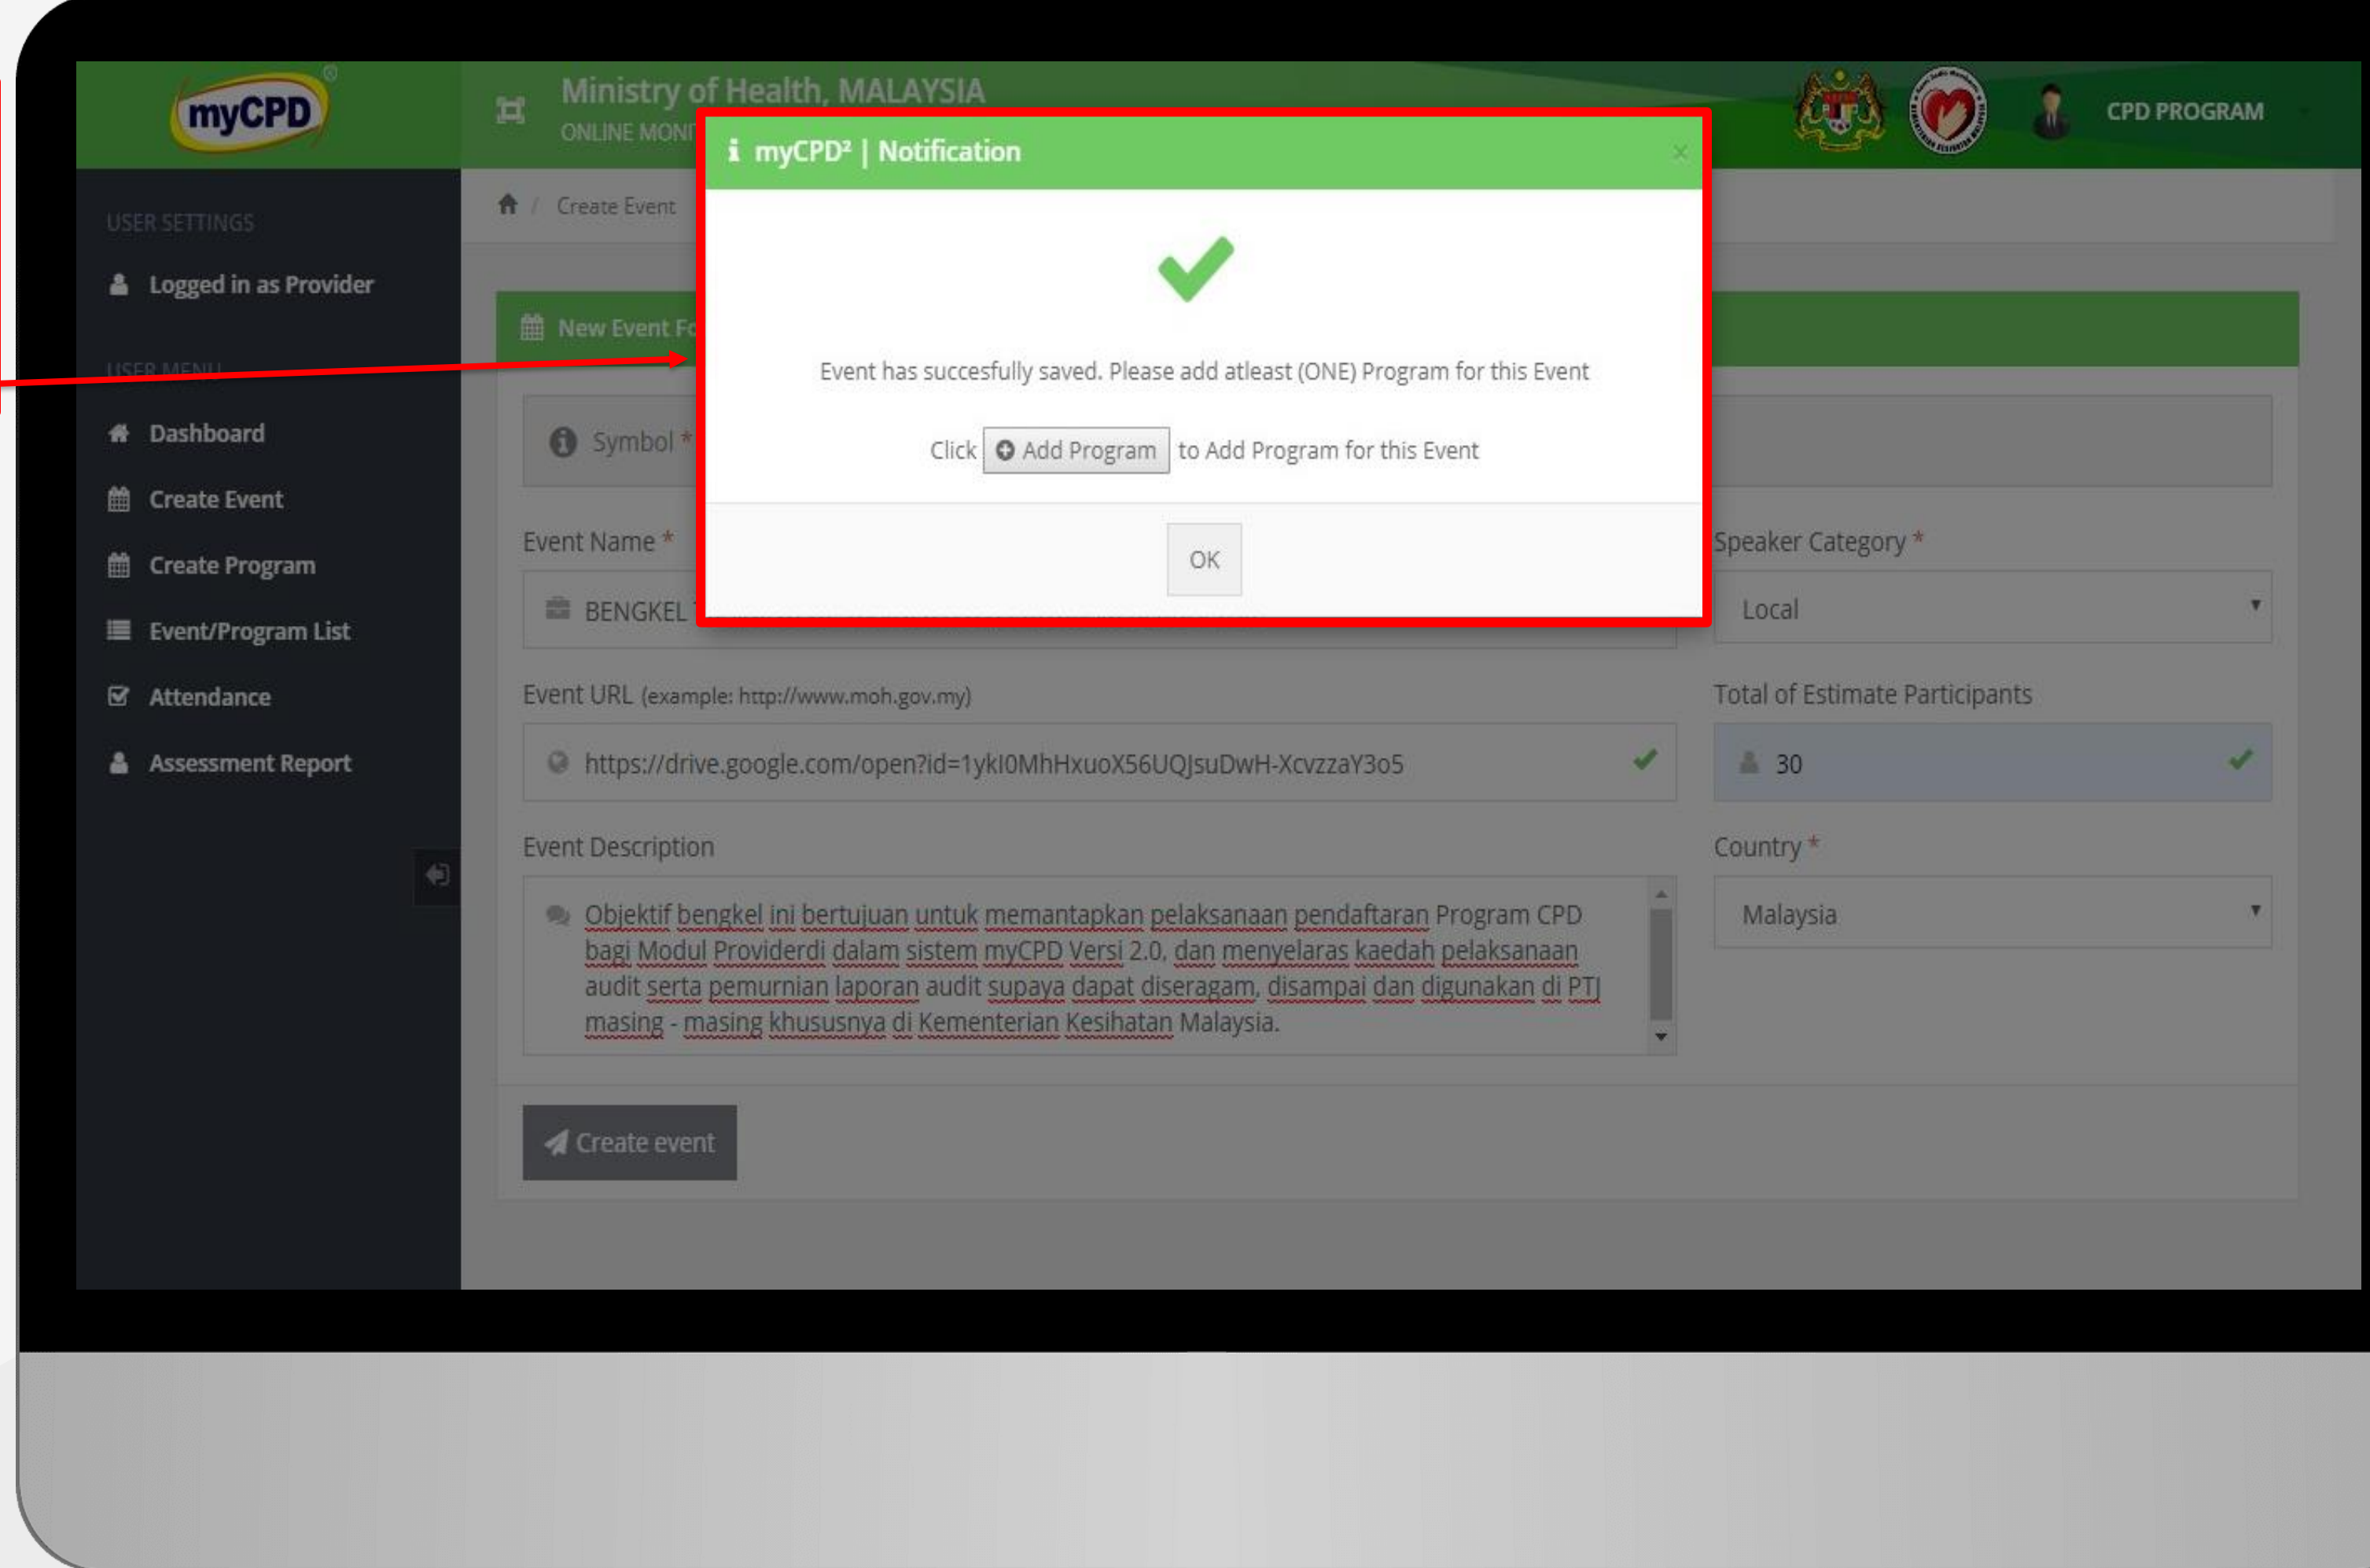 myCPD ®
Ministry of Health, MALAYSIA
ONLINE
CPD PROGRAM
i myCPD² | Notification ×
Event has succesfully saved. Please add atleast (ONE) Program for this Event
Click Add Program to Add Program for this Event
OK
USER SETTINGS
Logged in as Provider
USER MENU
Dashboard
Create Event
Create Program
Event/Program List
Attendance
Assessment Report
/ Create Event
New Event
Symbol *
Event Name *
BENGKEL
Speaker Category *
Local
Event URL (example: http://www.moh.gov.my)
https://drive.google.com/open?id=1ykI0MhHxuoX56UQJsuDwH-XcvzzaY3o5
Total of Estimate Participants
30
Event Description
Objektif bengkel ini bertujuan untuk memantapkan pelaksanaan pendaftaran Program CPD
bagi Modul Providerdi dalam sistem myCPD Versi 2.0, dan menyelaras kaedah pelaksanaan
audit serta pemurnian laporan audit supaya dapat diseragam, disampai dan digunakan di PTJ
masing - masing khususnya di Kementerian Kesihatan Malaysia.
Country *
Malaysia
Create event